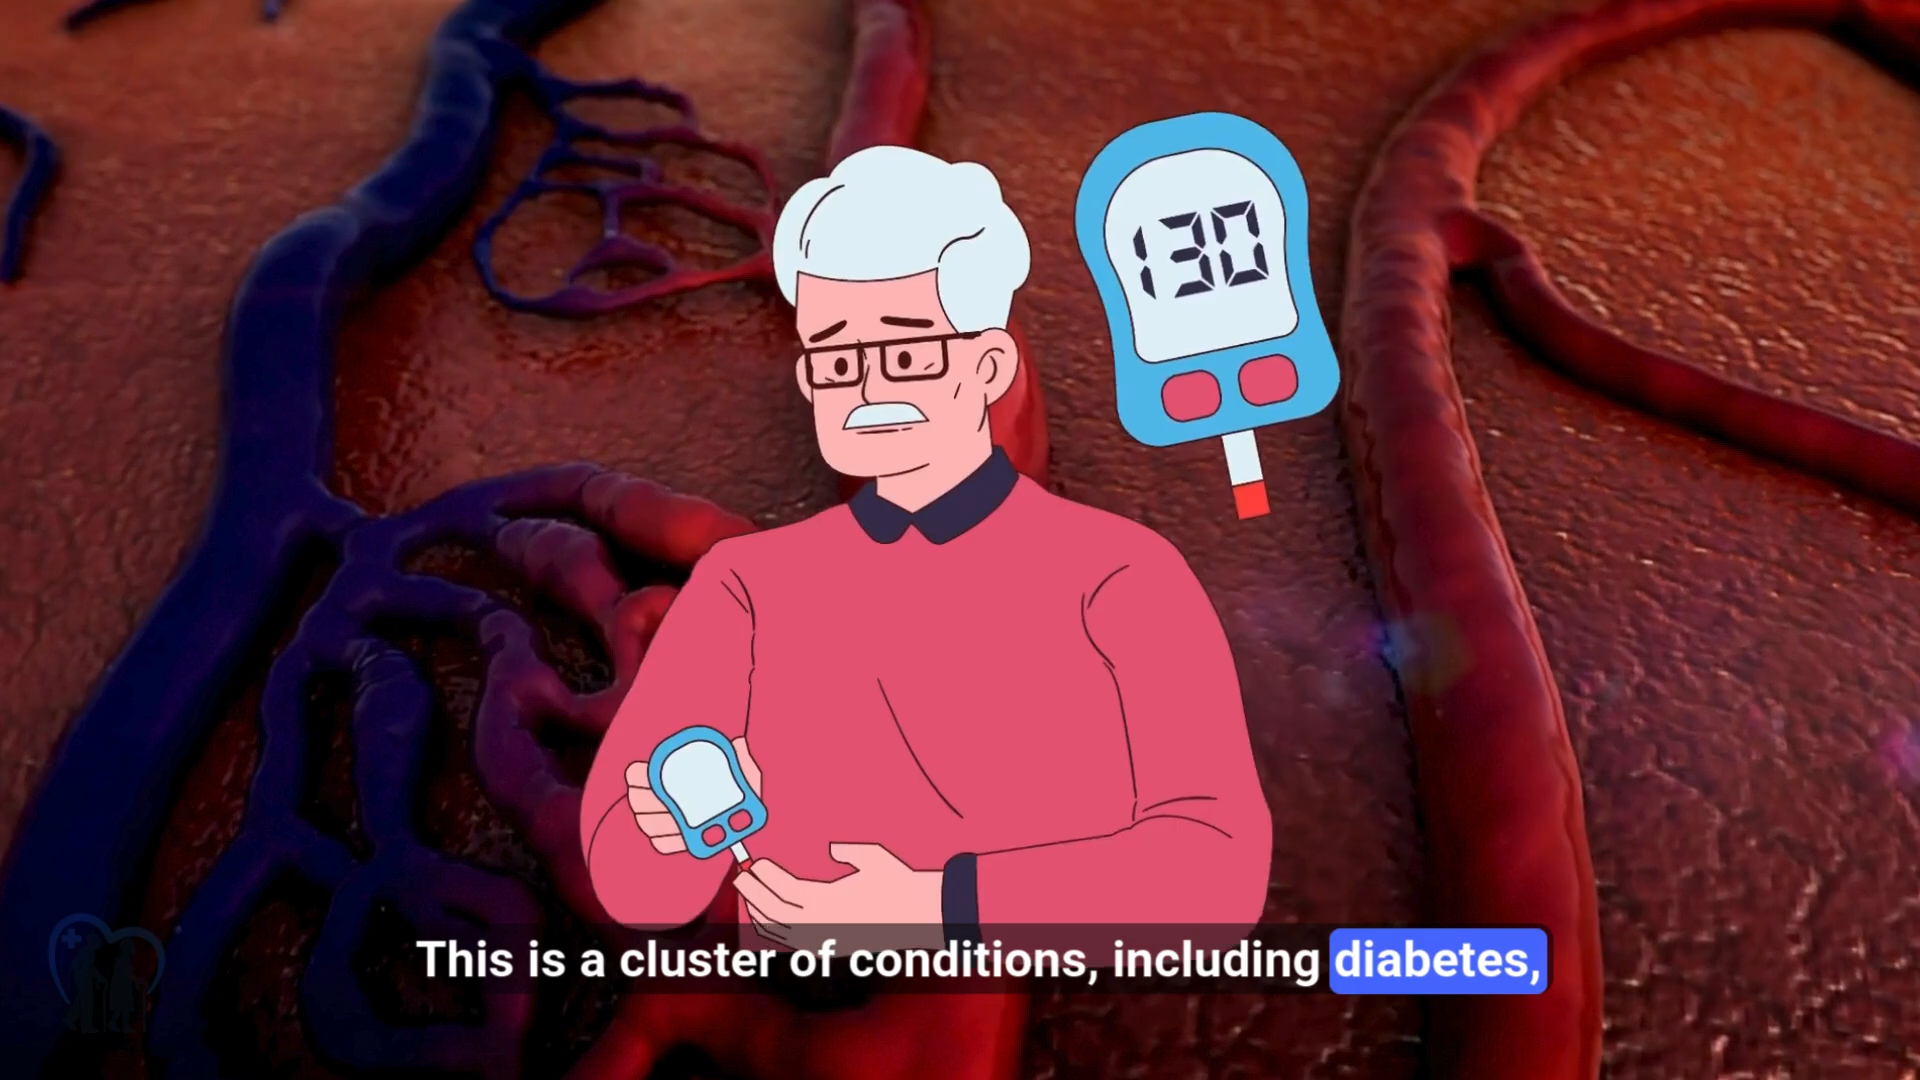 130
This is a cluster of conditions, including diabetes,